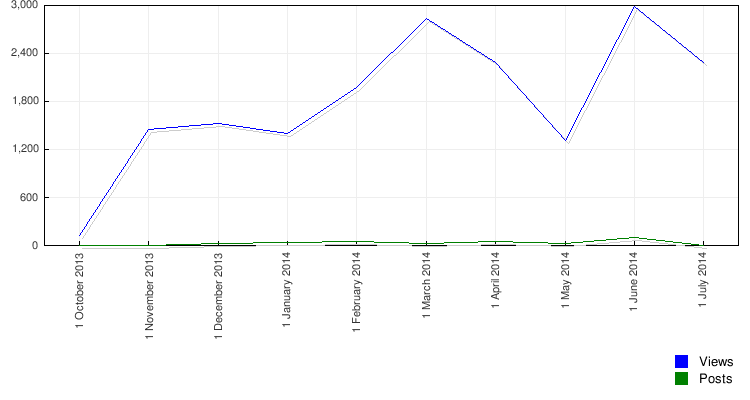 3,000
2,400
1,800
1,200
600
0
1 October 2013
1 November 2013
1 December 2013
1 January 2014
1 February 2014
1 March 2014
1 April 2014
1 May 2014
1 June 2014
1 July 2014
Views
Posts